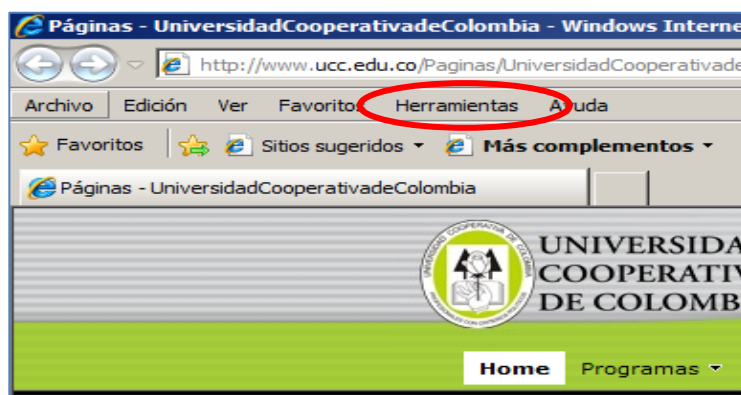 Páginas - UniversidadCooperativadeColombia - Windows Interne
http://www.ucc.edu.co/Paginas/UniversidadCooperativade
Archivo Edición Ver Favoritos Herramientas Ayuda
Favoritos Sitios sugeridos Más complementos
Páginas - UniversidadCooperativadeColombia
UNIVERSIDA
COOPERATIV
DE COLOMB
Home Programas